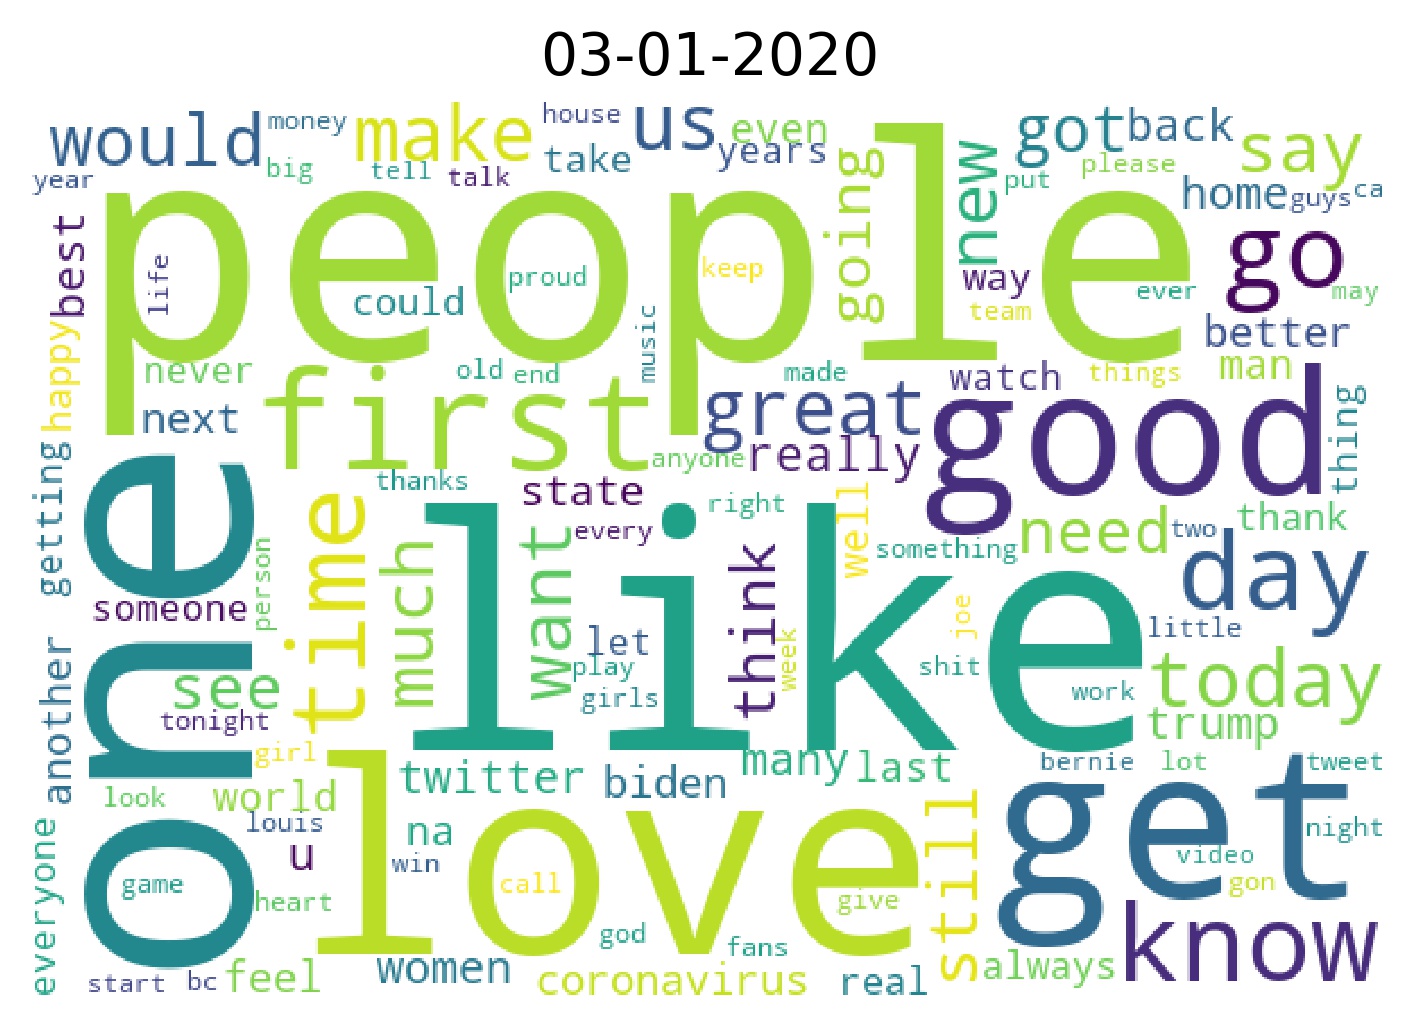 03-01-2020
would
money
make
house
us
even
years
got
back
say
year
big
tell
talk
take
going
new
put
please
home
guys
ca
best
people
life
could
proud
keep
music
way
team
ever
go
may
happy
never
old
end
made
watch
things
better
man
next
first
great
really
good
thing
getting
thanks
state
anyone
right
every
well
something
need
two
thank
one
person
time
much
want
like
think
day
someone
let
play
girls
week
joe
shit
work
little
another
see
tonight
girl
today
trump
look
world
twitter
biden
many
last
bernie
lot
tweet
louis
u
na
win
love
still
get
night
everyone
game
heart
call
give
video
gon
god
fans
know
start
bc
feel
women
coronavirus
real
always